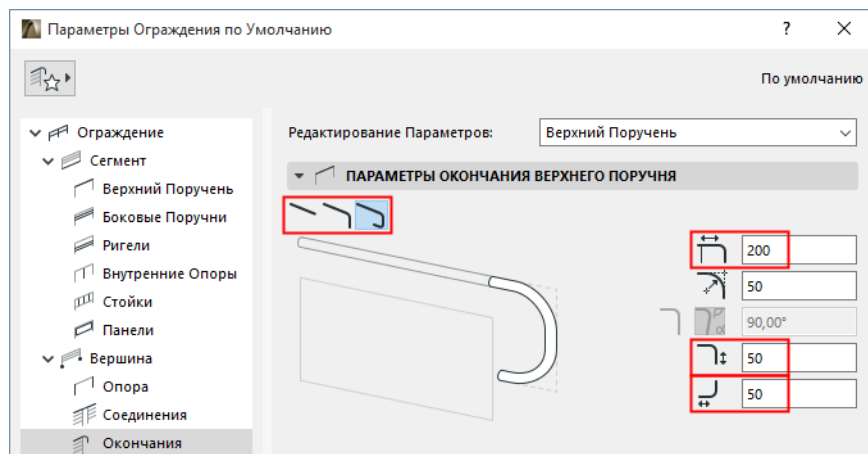 Параметры Ограждения по Умолчанию
?
По умолчанию
Ограждение
Сегмент
Верхний Поручень
Боковые Поручни
Ригели
Внутренние Опоры
Стойки
Панели
Вершина
Опора
Соединения
Окончания
Редактирование Параметров: Верхний Поручень
ПАРАМЕТРЫ ОКОНЧАНИЯ ВЕРХНЕГО ПОРУЧНЯ
200
50
90,00°
50
50